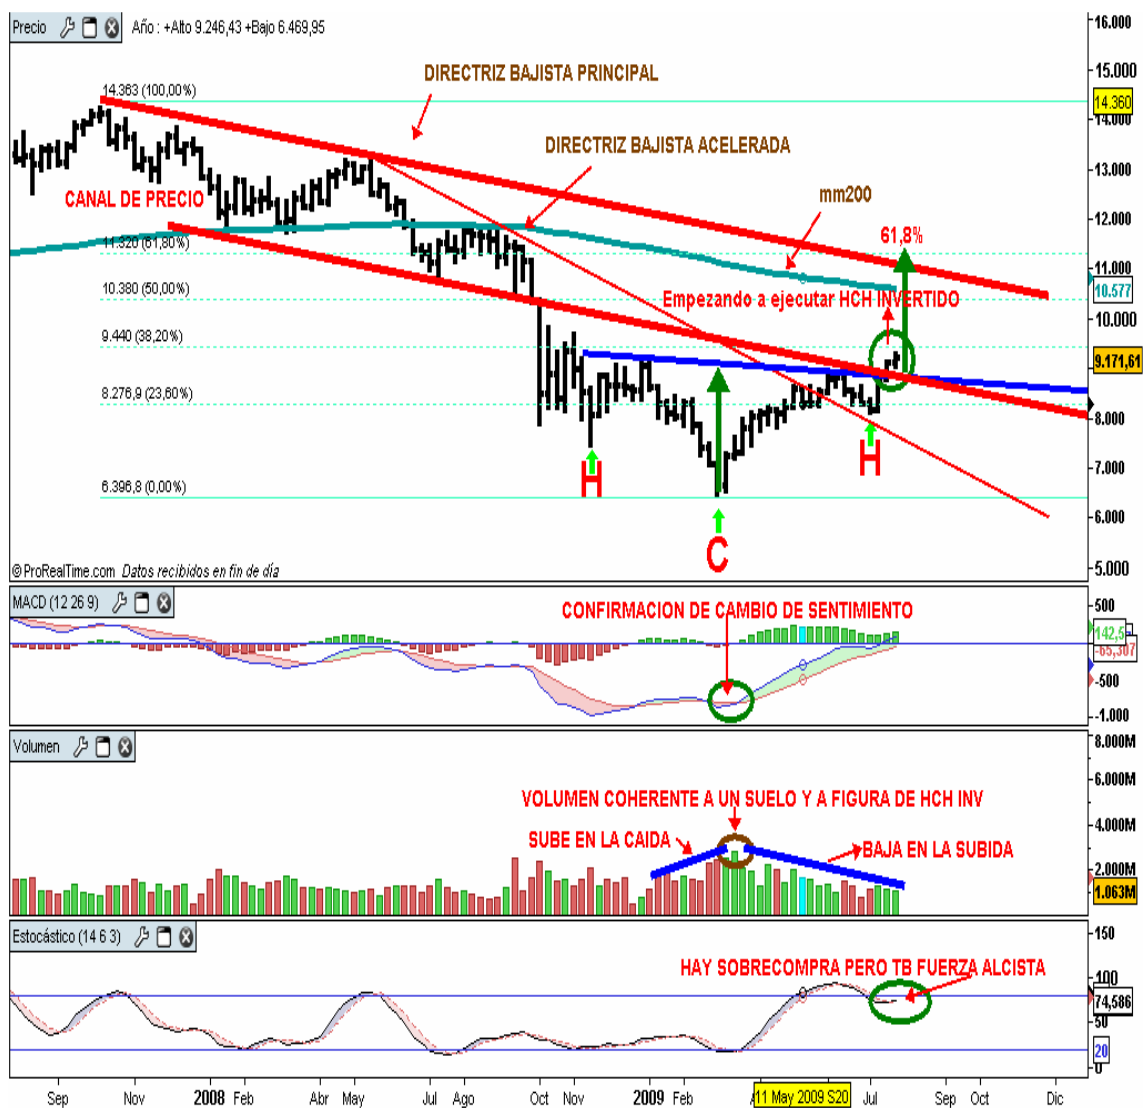 Precio
Año : +Alto 9.246,43 +Bajo 6.469,95
16.000
15.000
DIRECTRIZ BAJISTA PRINCIPAL
14.363 (100,00%)
14.360
14.000
DIRECTRIZ BAJISTA ACELERADA
13.000
CANAL DE PRECIO
mm200
12.000
11.320 (61,80%)
61,8%
11.000
10.380 (50,00%)
Empezando a ejecutar HCH INVERTIDO
10.577
10.000
9.440 (38,20%)
9.171,61
8.276,9 (23,60%)
8.000
H
H
7.000
6.396,8 (0,00%)
6.000
C
© ProRealTime.com Datos recibidos en fin de día
5.000
MACD (12 26 9)
CONFIRMACION DE CAMBIO DE SENTIMIENTO
500
142,5
-65,307
-500
-1.000
Volumen
8.000M
6.000M
VOLUMEN COHERENTE A UN SUELO Y A FIGURA DE HCH INV
4.000M
SUBE EN LA CAIDA
BAJA EN LA SUBIDA
2.000M
1.063M
Estocástico (14 6 3)
150
HAY SOBRECOMPRA PERO TB FUERZA ALCISTA
100
74,586
50
20
0
Sep Nov 2008 Feb Abr May Jul Ago Oct Nov 2009 Feb 11 May 2009 S20 Jul Sep Oct Dic